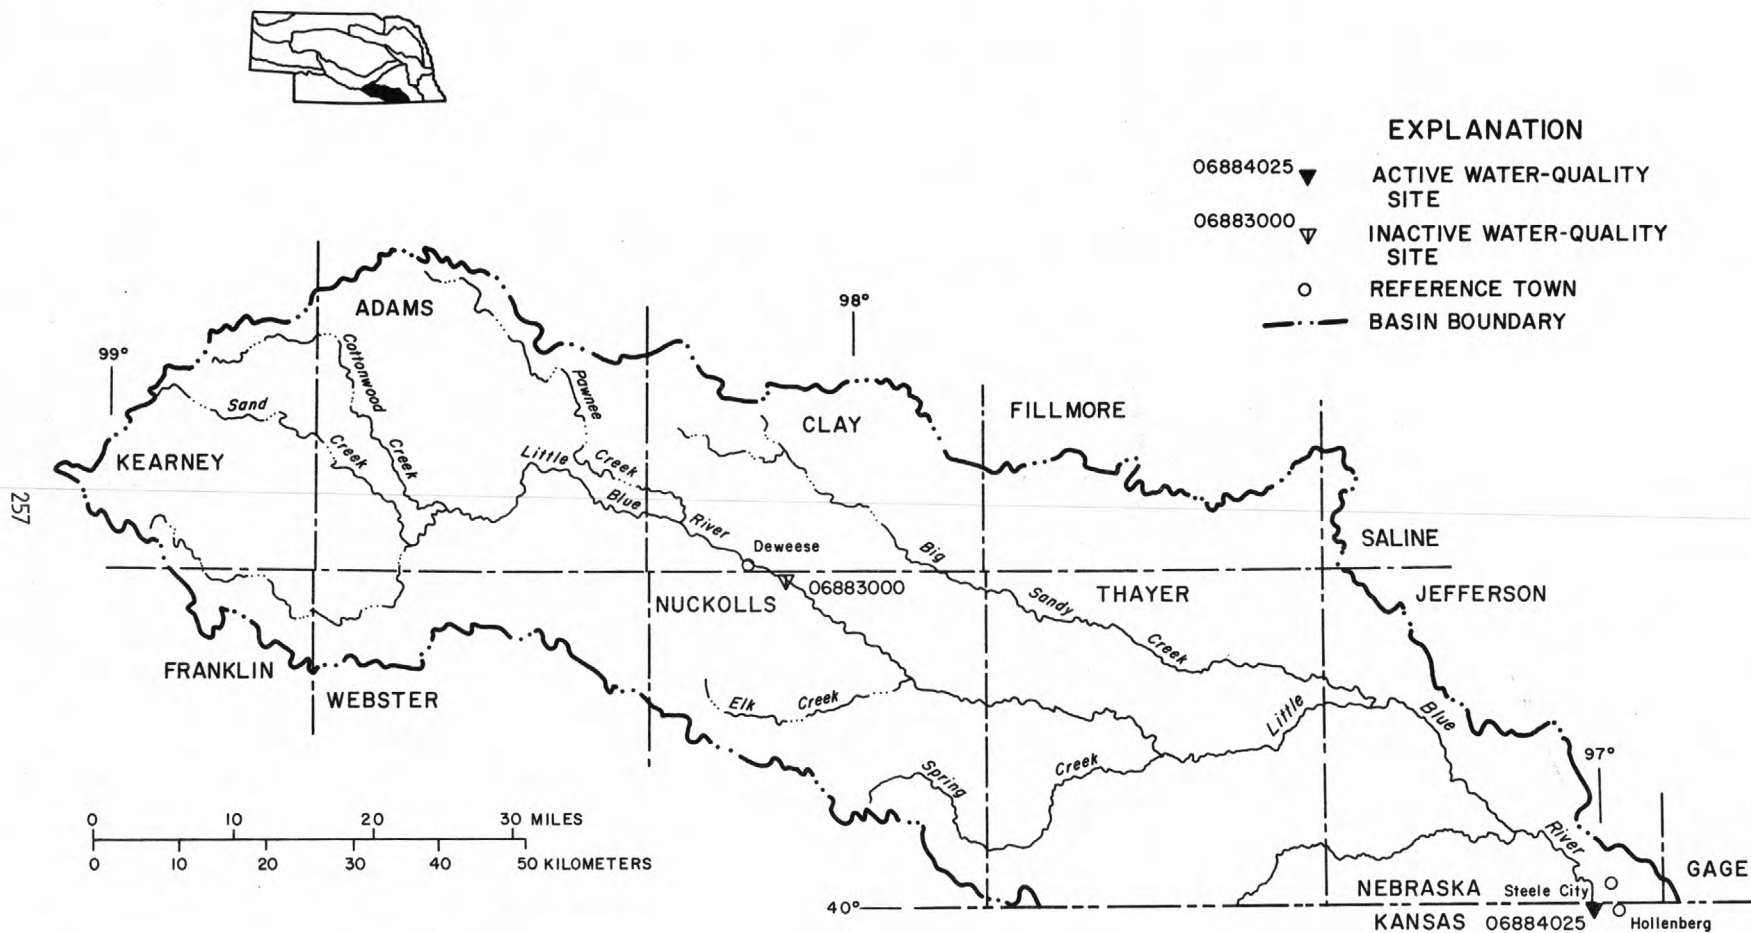 EXPLANATION
06884025
ACTIVE WATER-QUALITY
SITE
06883000
INACTIVE WATER-QUALITY
SITE
REFERENCE TOWN
BASIN BOUNDARY
98°
ADAMS
99°
Cottonwood
Creek
Pawnee
Creek
Sand
Creek
CLAY
FILLMORE
KEARNEY
Little
Blue
River
257
SALINE
Deweese
Big
Sandy
Creek
06883000
NUCKOLLS
THAYER
JEFFERSON
FRANKLIN
WEBSTER
Elk
Creek
Little
Blue
River
Spring
Creek
97°
0 10 20 30 MILES
0 10 20 30 40 50 KILOMETERS
GAGE
NEBRASKA
Steele City
40°
KANSAS
06884025
Hollenberg